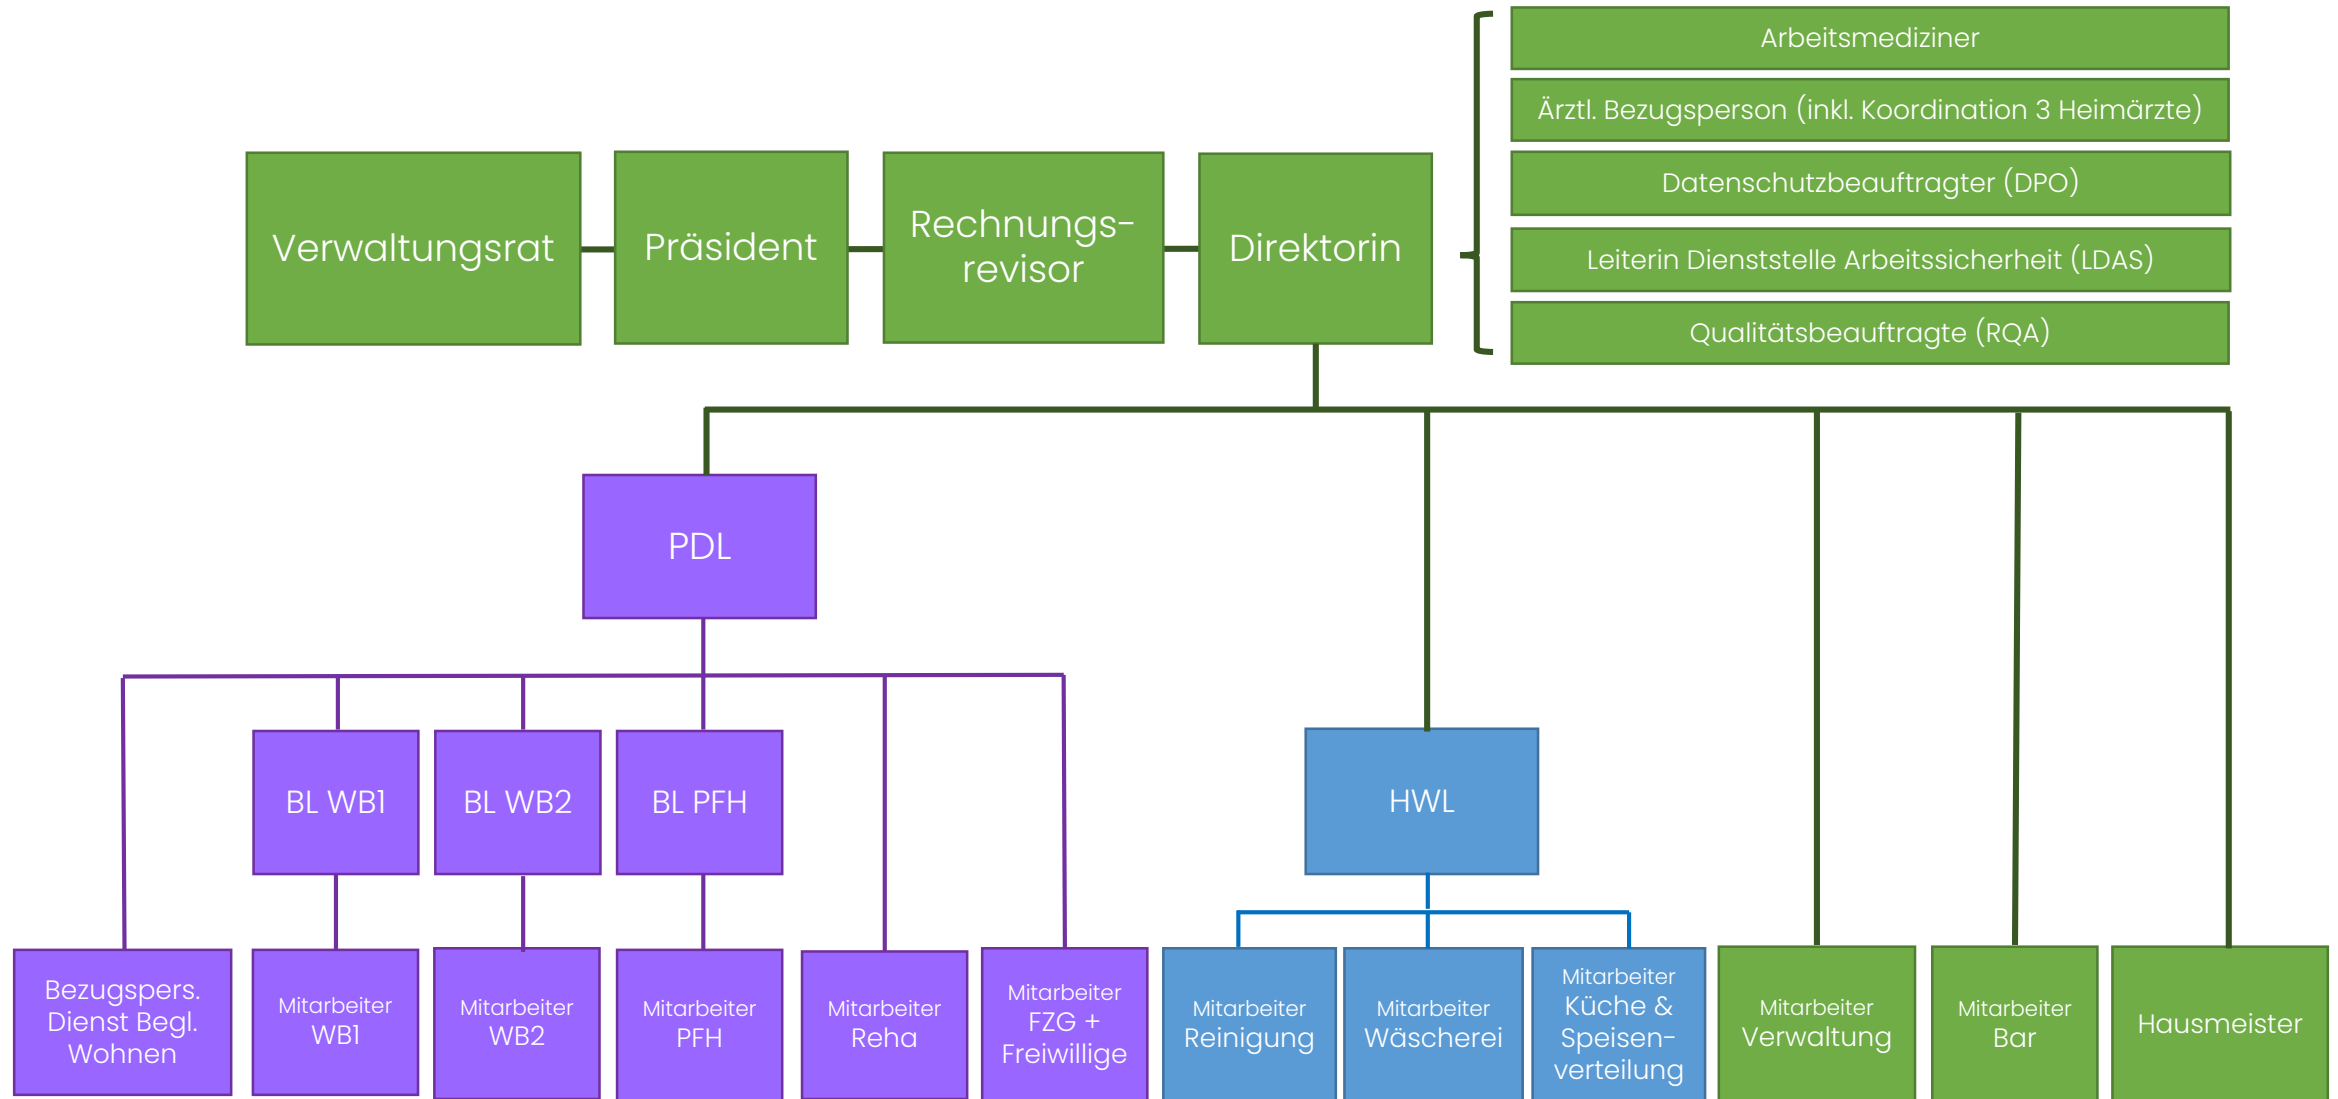 Arbeitsmediziner
Ärztl. Bezugsperson (inkl. Koordination 3 Heimärzte)
Datenschutzbeauftragter (DPO)
Leiterin Dienststelle Arbeitssicherheit (LDAS)
Qualitätsbeauftragte (RQA)
Verwaltungsrat
Präsident
Rechnungs-
revisor
Direktorin
PDL
BL WB1
BL WB2
BL PFH
HWL
Bezugspers.
Dienst Begl.
Wohnen
Mitarbeiter
WB1
Mitarbeiter
WB2
Mitarbeiter
PFH
Mitarbeiter
Reha
Mitarbeiter
FZG +
Freiwillige
Mitarbeiter
Reinigung
Mitarbeiter
Wäscherei
Mitarbeiter
Küche &
Speisen-
verteilung
Mitarbeiter
Verwaltung
Mitarbeiter
Bar
Hausmeister